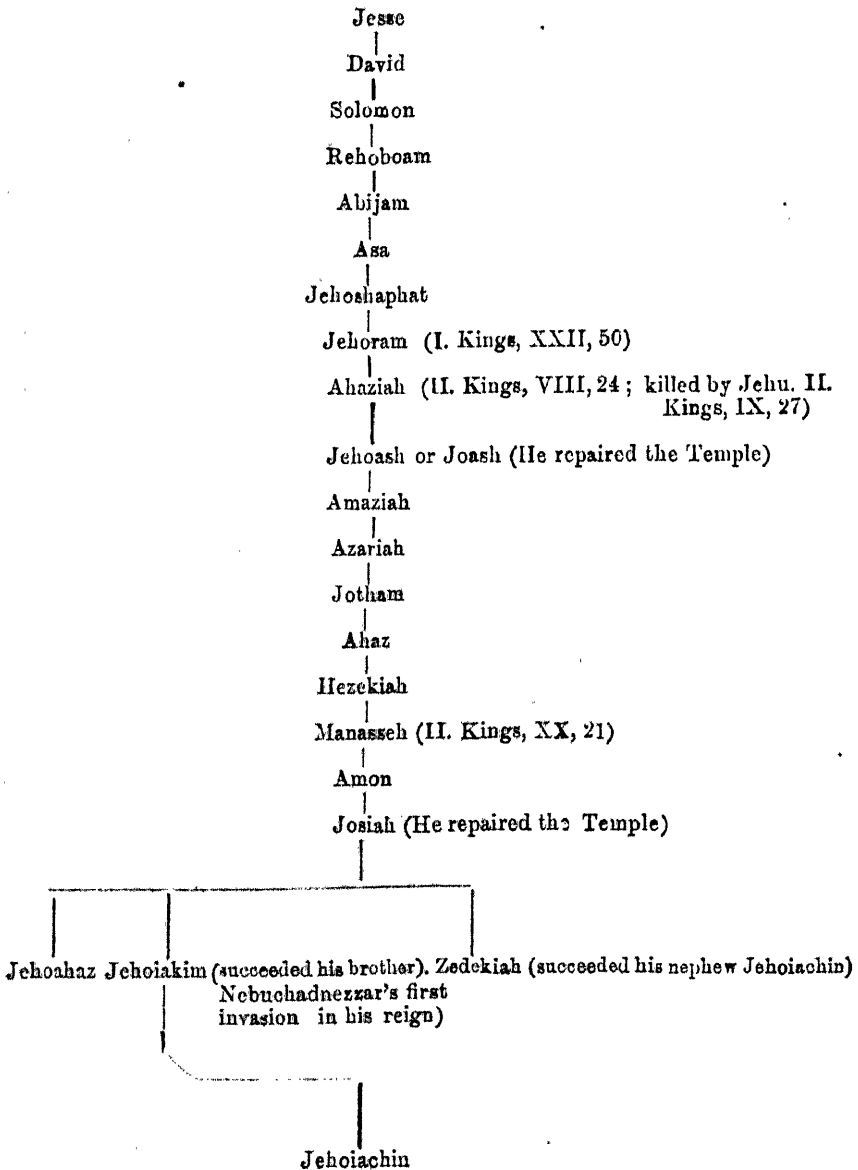 Jesse
David
Solomon
Rehoboam
Abijam
Asa
Jehoshaphat
Jehoram (I. Kings, XXII, 50)
Ahaziah (II. Kings, VIII, 24 ; killed by Jehu. II.
Kings, IX, 27)
Jehoash or Joash (He repaired the Temple)
Amaziah
Azariah
Jotham
Ahaz
Hezekiah
Manasseh (II. Kings, XX, 21)
Amon
Josiah (He repaired the Temple)
Jehoahaz Jehoiakim (succeeded his brother). Zedekiah (succeeded his nephew Jehoiachin)
Nebuchadnezzar's first
invasion in his reign)
Jehoiachin